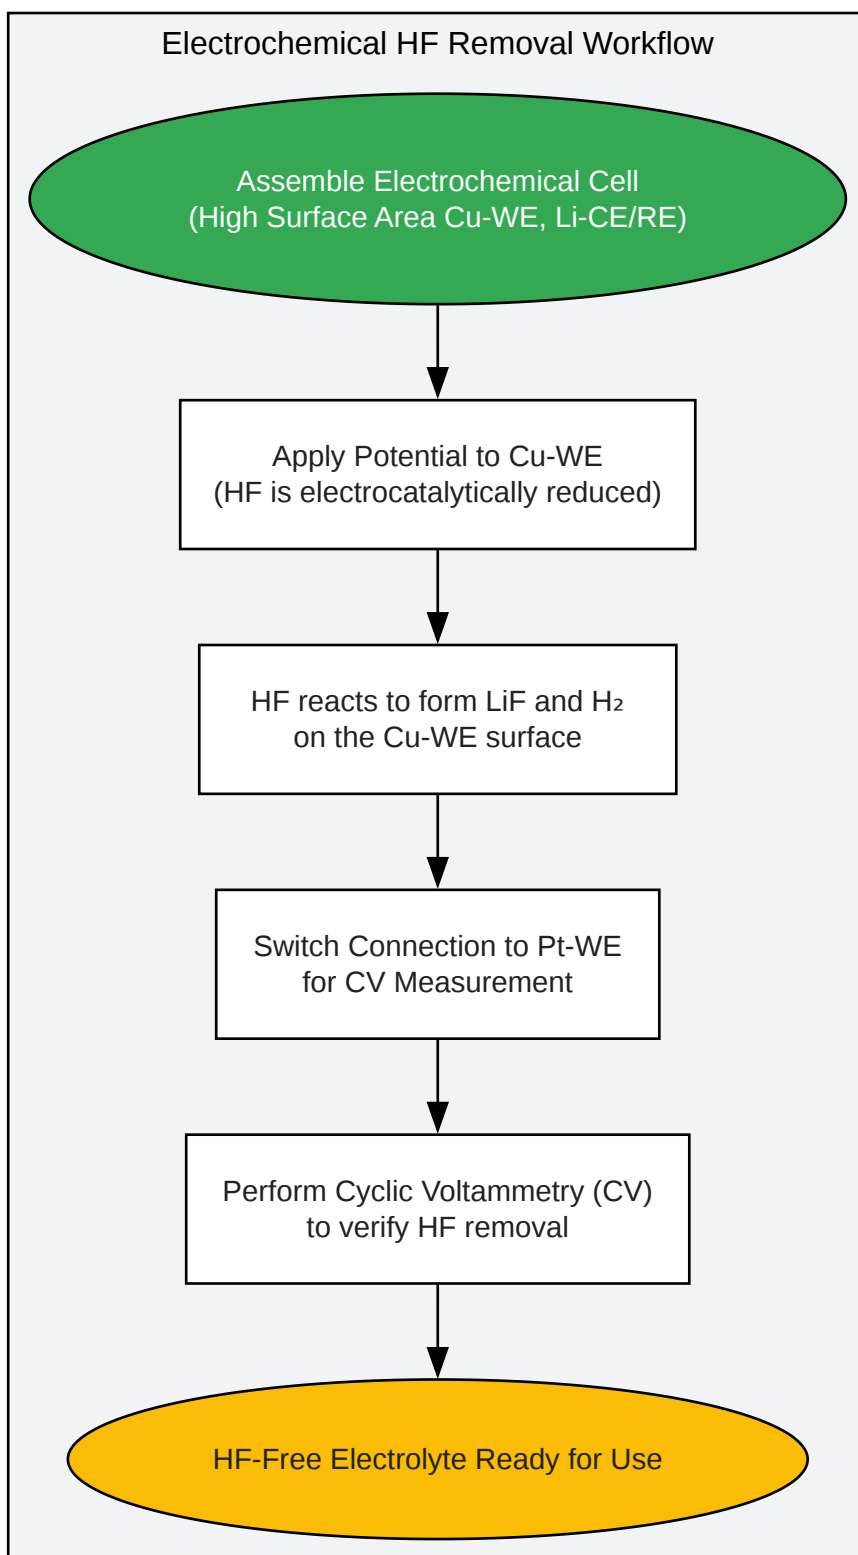 Electrochemical HF Removal Workflow
Assemble Electrochemical Cell
(High Surface Area Cu-WE, Li-CE/RE)
Apply Potential to Cu-WE
(HF is electrocatalytically reduced)
HF reacts to form LiF and H₂
on the Cu-WE surface
Switch Connection to Pt-WE
for CV Measurement
Perform Cyclic Voltammetry (CV)
to verify HF removal
HF-Free Electrolyte Ready for Use